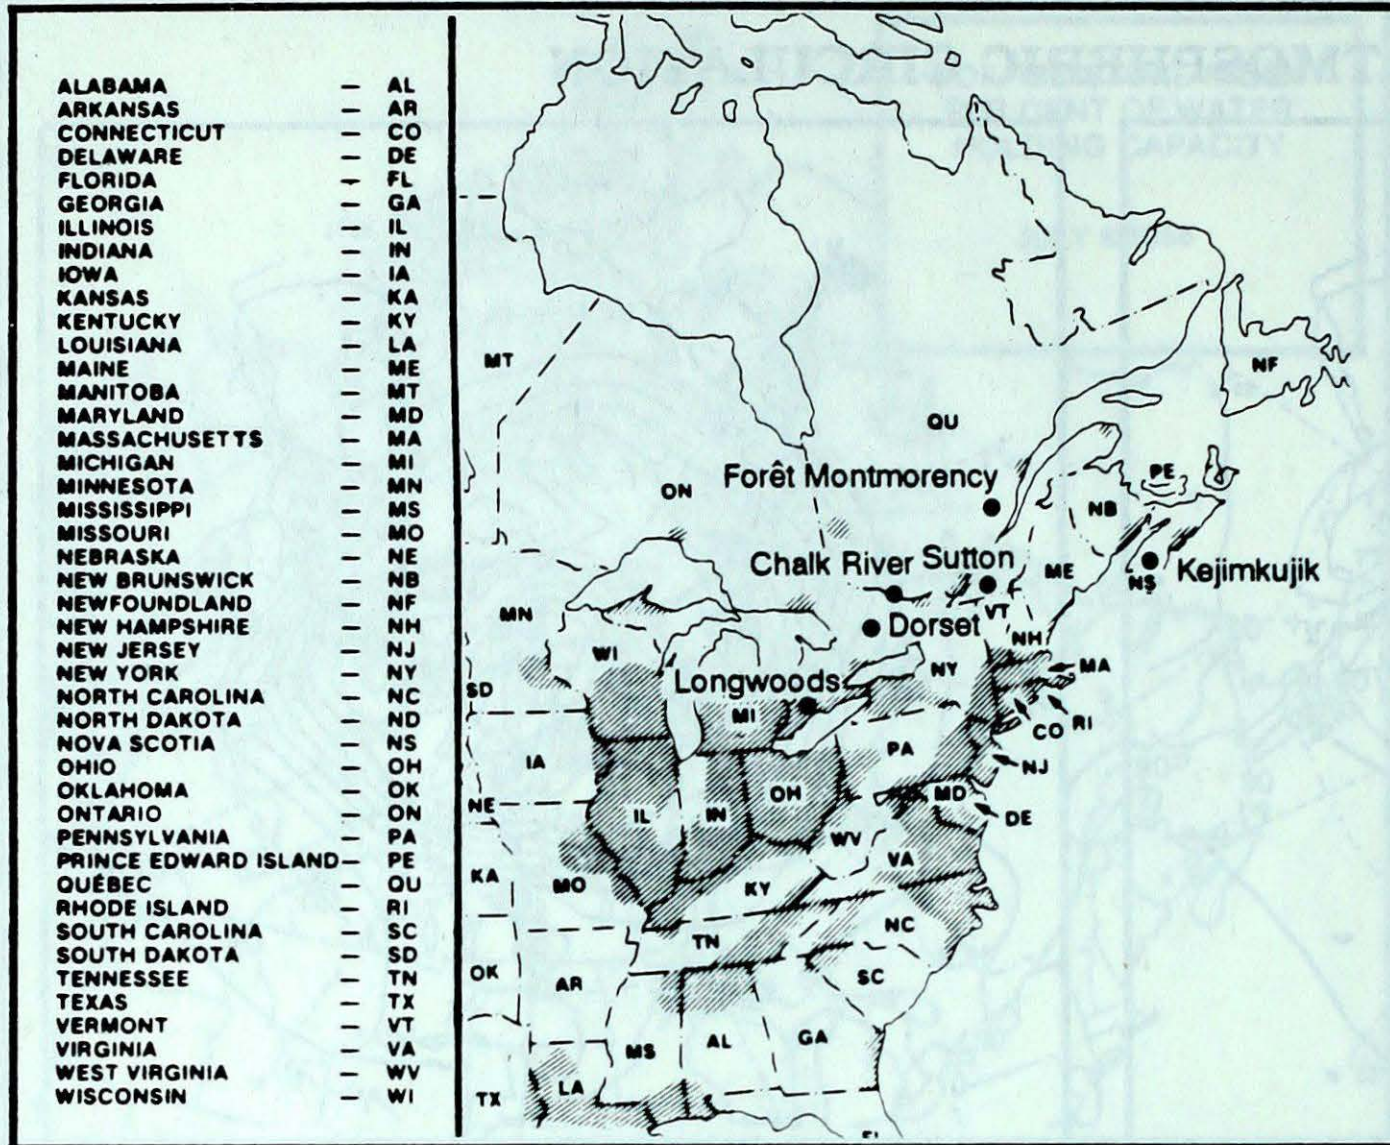 ALABAMA — AL
ARKANSAS — AR
CONNECTICUT — CO
DELAWARE — DE
FLORIDA — FL
GEORGIA — GA
ILLINOIS — IL
INDIANA — IN
IOWA — IA
KANSAS — KA
KENTUCKY — KY
LOUISIANA — LA
MAINE — ME
MANITOBA — MT
MARYLAND — MD
MASSACHUSETTS — MA
MICHIGAN — MI
MINNESOTA — MN
MISSISSIPPI — MS
MISSOURI — MO
NEBRASKA — NE
NEW BRUNSWICK — NB
NEWFOUNDLAND — NF
NEW HAMPSHIRE — NH
NEW JERSEY — NJ
NEW YORK — NY
NORTH CAROLINA — NC
NORTH DAKOTA — ND
NOVA SCOTIA — NS
OHIO — OH
OKLAHOMA — OK
ONTARIO — ON
PENNSYLVANIA — PA
PRINCE EDWARD ISLAND — PE
QUÉBEC — QU
RHODE ISLAND — RI
SOUTH CAROLINA — SC
SOUTH DAKOTA — SD
TENNESSEE — TN
TEXAS — TX
VERMONT — VT
VIRGINIA — VA
WEST VIRGINIA — WV
WISCONSIN — WI
MT
NF
QU
ON
Forêt Montmorency
PE
NB
Chalk River
Sutton
ME
NS
Kejimkujik
MN
VT
Dorset
NH
WI
NY
MA
SD
Longwoods
MI
CO
RI
IA
PA
NJ
NE
IL
IN
OH
MD
DE
WV
VA
KA
MO
KY
TN
NC
OK
AR
SC
MS
AL
GA
TX
LA